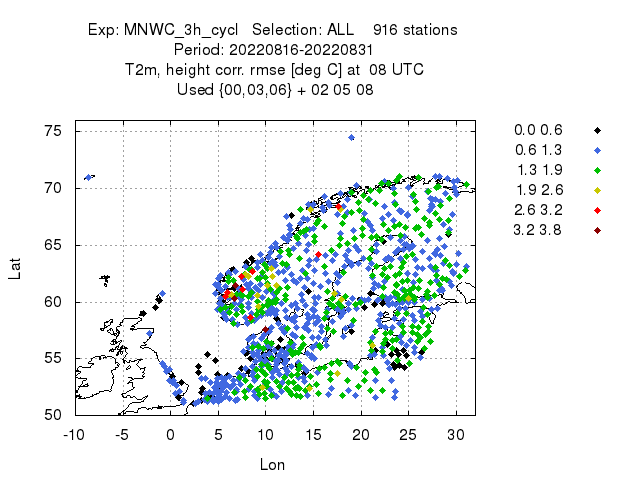 Exp: MNWC_3h_cycl Selection: ALL 916 stations
Period: 20220816-20220831
T2m, height corr. rmse [deg C] at 08 UTC
Used {00,03,06} + 02 05 08
0.0 0.6
0.6 1.3
1.3 1.9
1.9 2.6
2.6 3.2
3.2 3.8
75
70
65
60
55
50
Lat
-10 -5 0 5 10 15 20 25 30
Lon